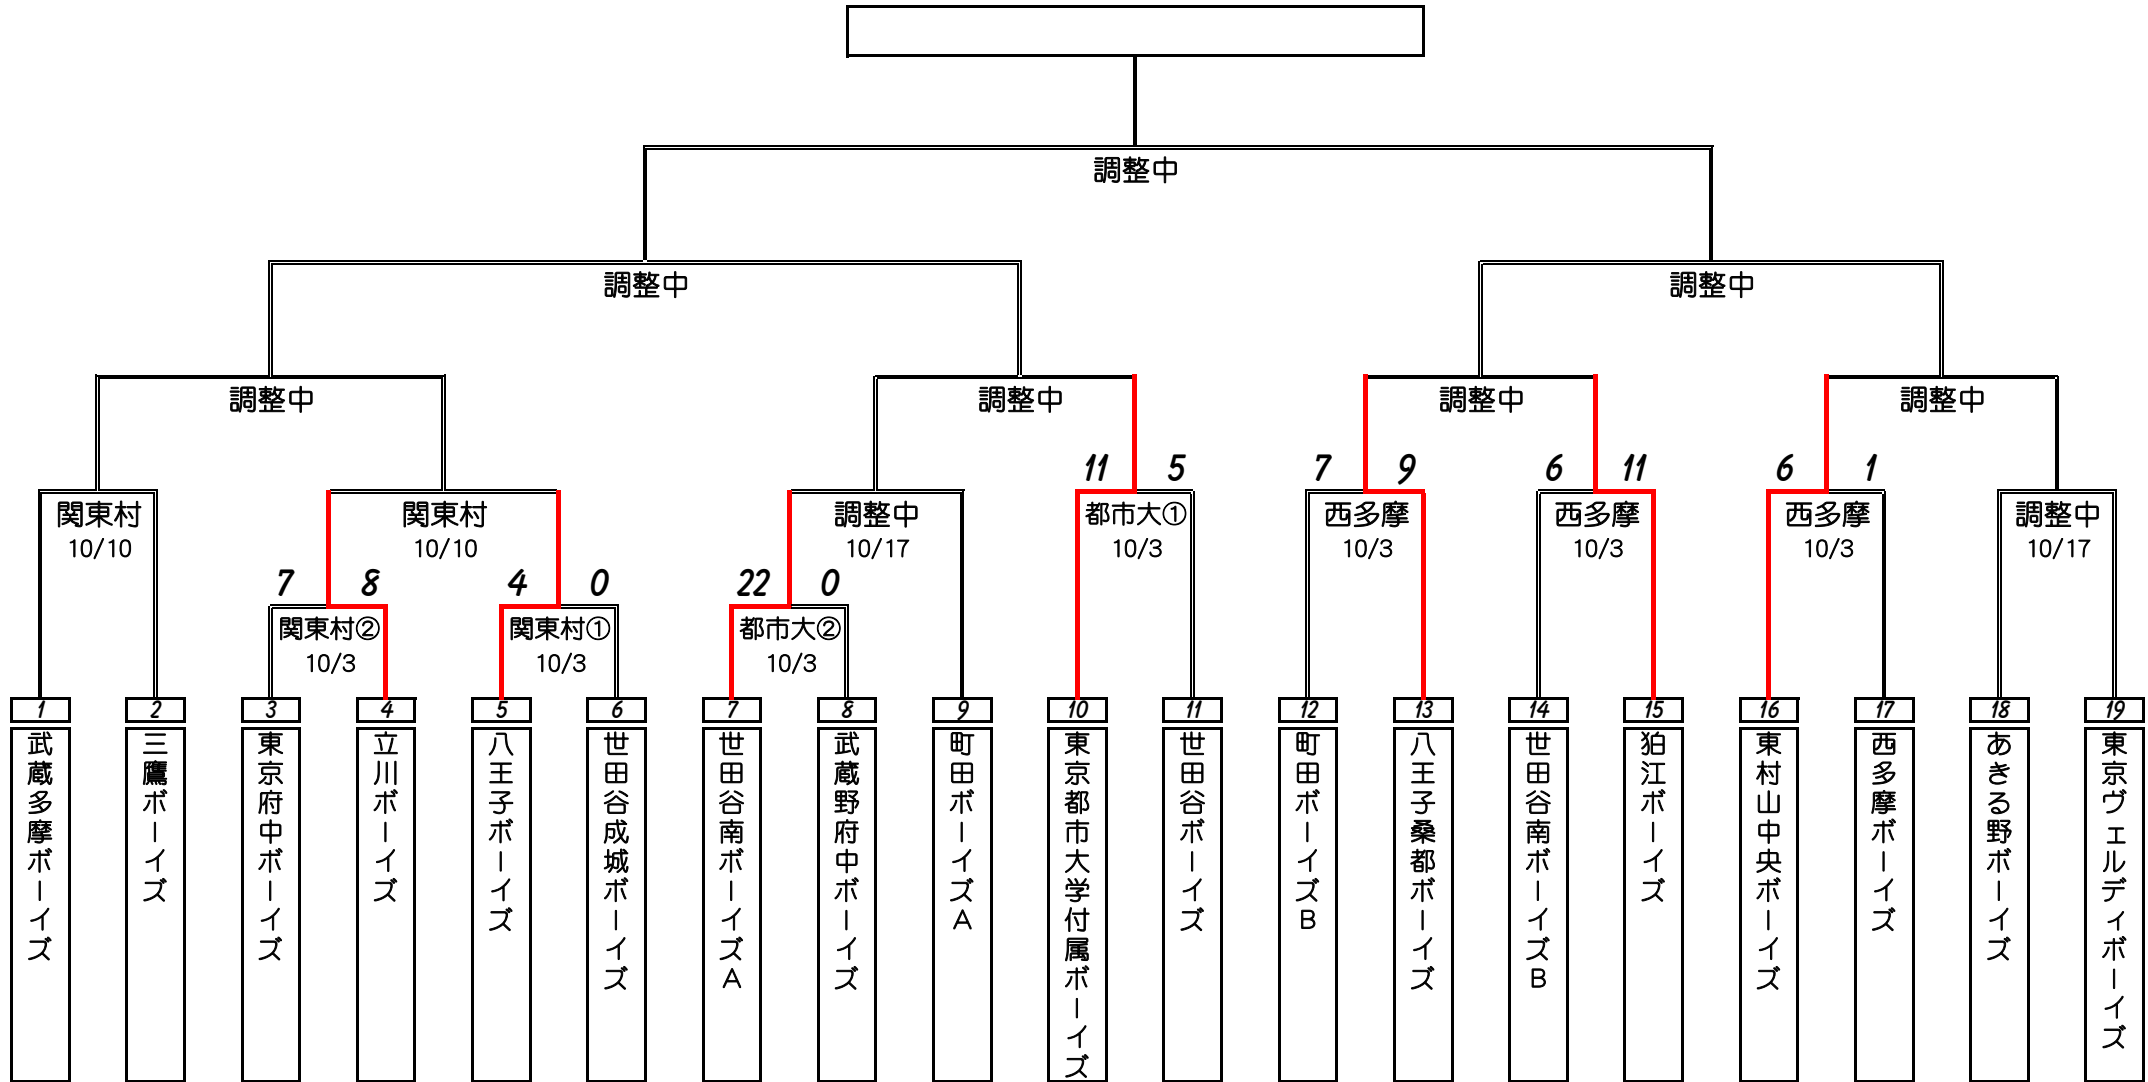 調整中
調整中
調整中
調整中
調整中
調整中
調整中
11 5
7 9
6 11
6 1
関東村
10/10
関東村
10/10
調整中
10/17
都市大①
10/3
西多摩
10/3
西多摩
10/3
西多摩
10/3
調整中
10/17
7 8
4 0
22 0
関東村②
10/3
関東村①
10/3
都市大②
10/3
1
武蔵多摩ボーイズ
2
三鷹ボーイズ
3
東京府中ボーイズ
4
立川ボーイズ
5
八王子ボーイズ
6
世田谷成城ボーイズ
7
世田谷南ボーイズA
8
武蔵野府中ボーイズ
9
町田ボーイズA
10
東京都市大学付属ボーイズ
11
世田谷ボーイズ
12
町田ボーイズB
13
八王子桑都ボーイズ
14
世田谷南ボーイズB
15
狛江ボーイズ
16
東村山中央ボーイズ
17
西多摩ボーイズ
18
あきる野ボーイズ
19
東京ヴェルディボーイズ